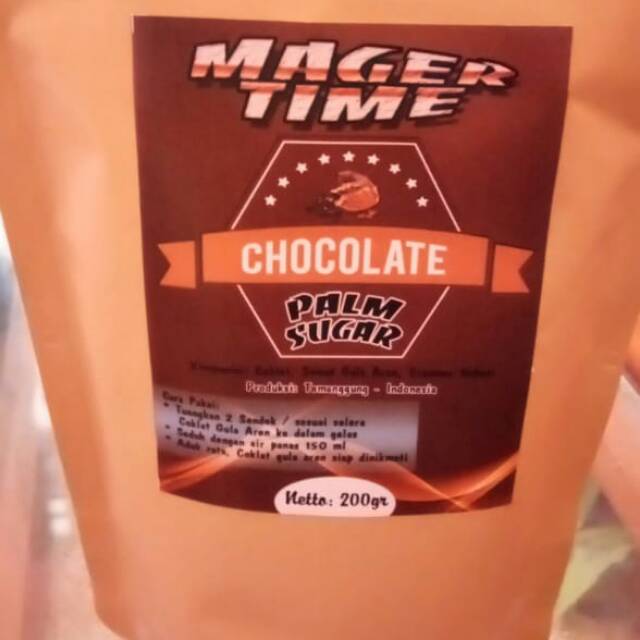 MAGER
TIME
CHOCOLATE
PALM
SUGAR
Komposisi: Coklat, Semut Gula Aren, Creamer Nabati
Produksi: Temanggung - Indonesia
Cara Pakai:
• Tuangkan 2 Sendok / sesuai selera
Coklat Gula Aren ke dalam gelas
• Seduh dengan air panas 150 ml
• Aduk rata, Coklat gula aren siap dinikmati
Netto: 200gr